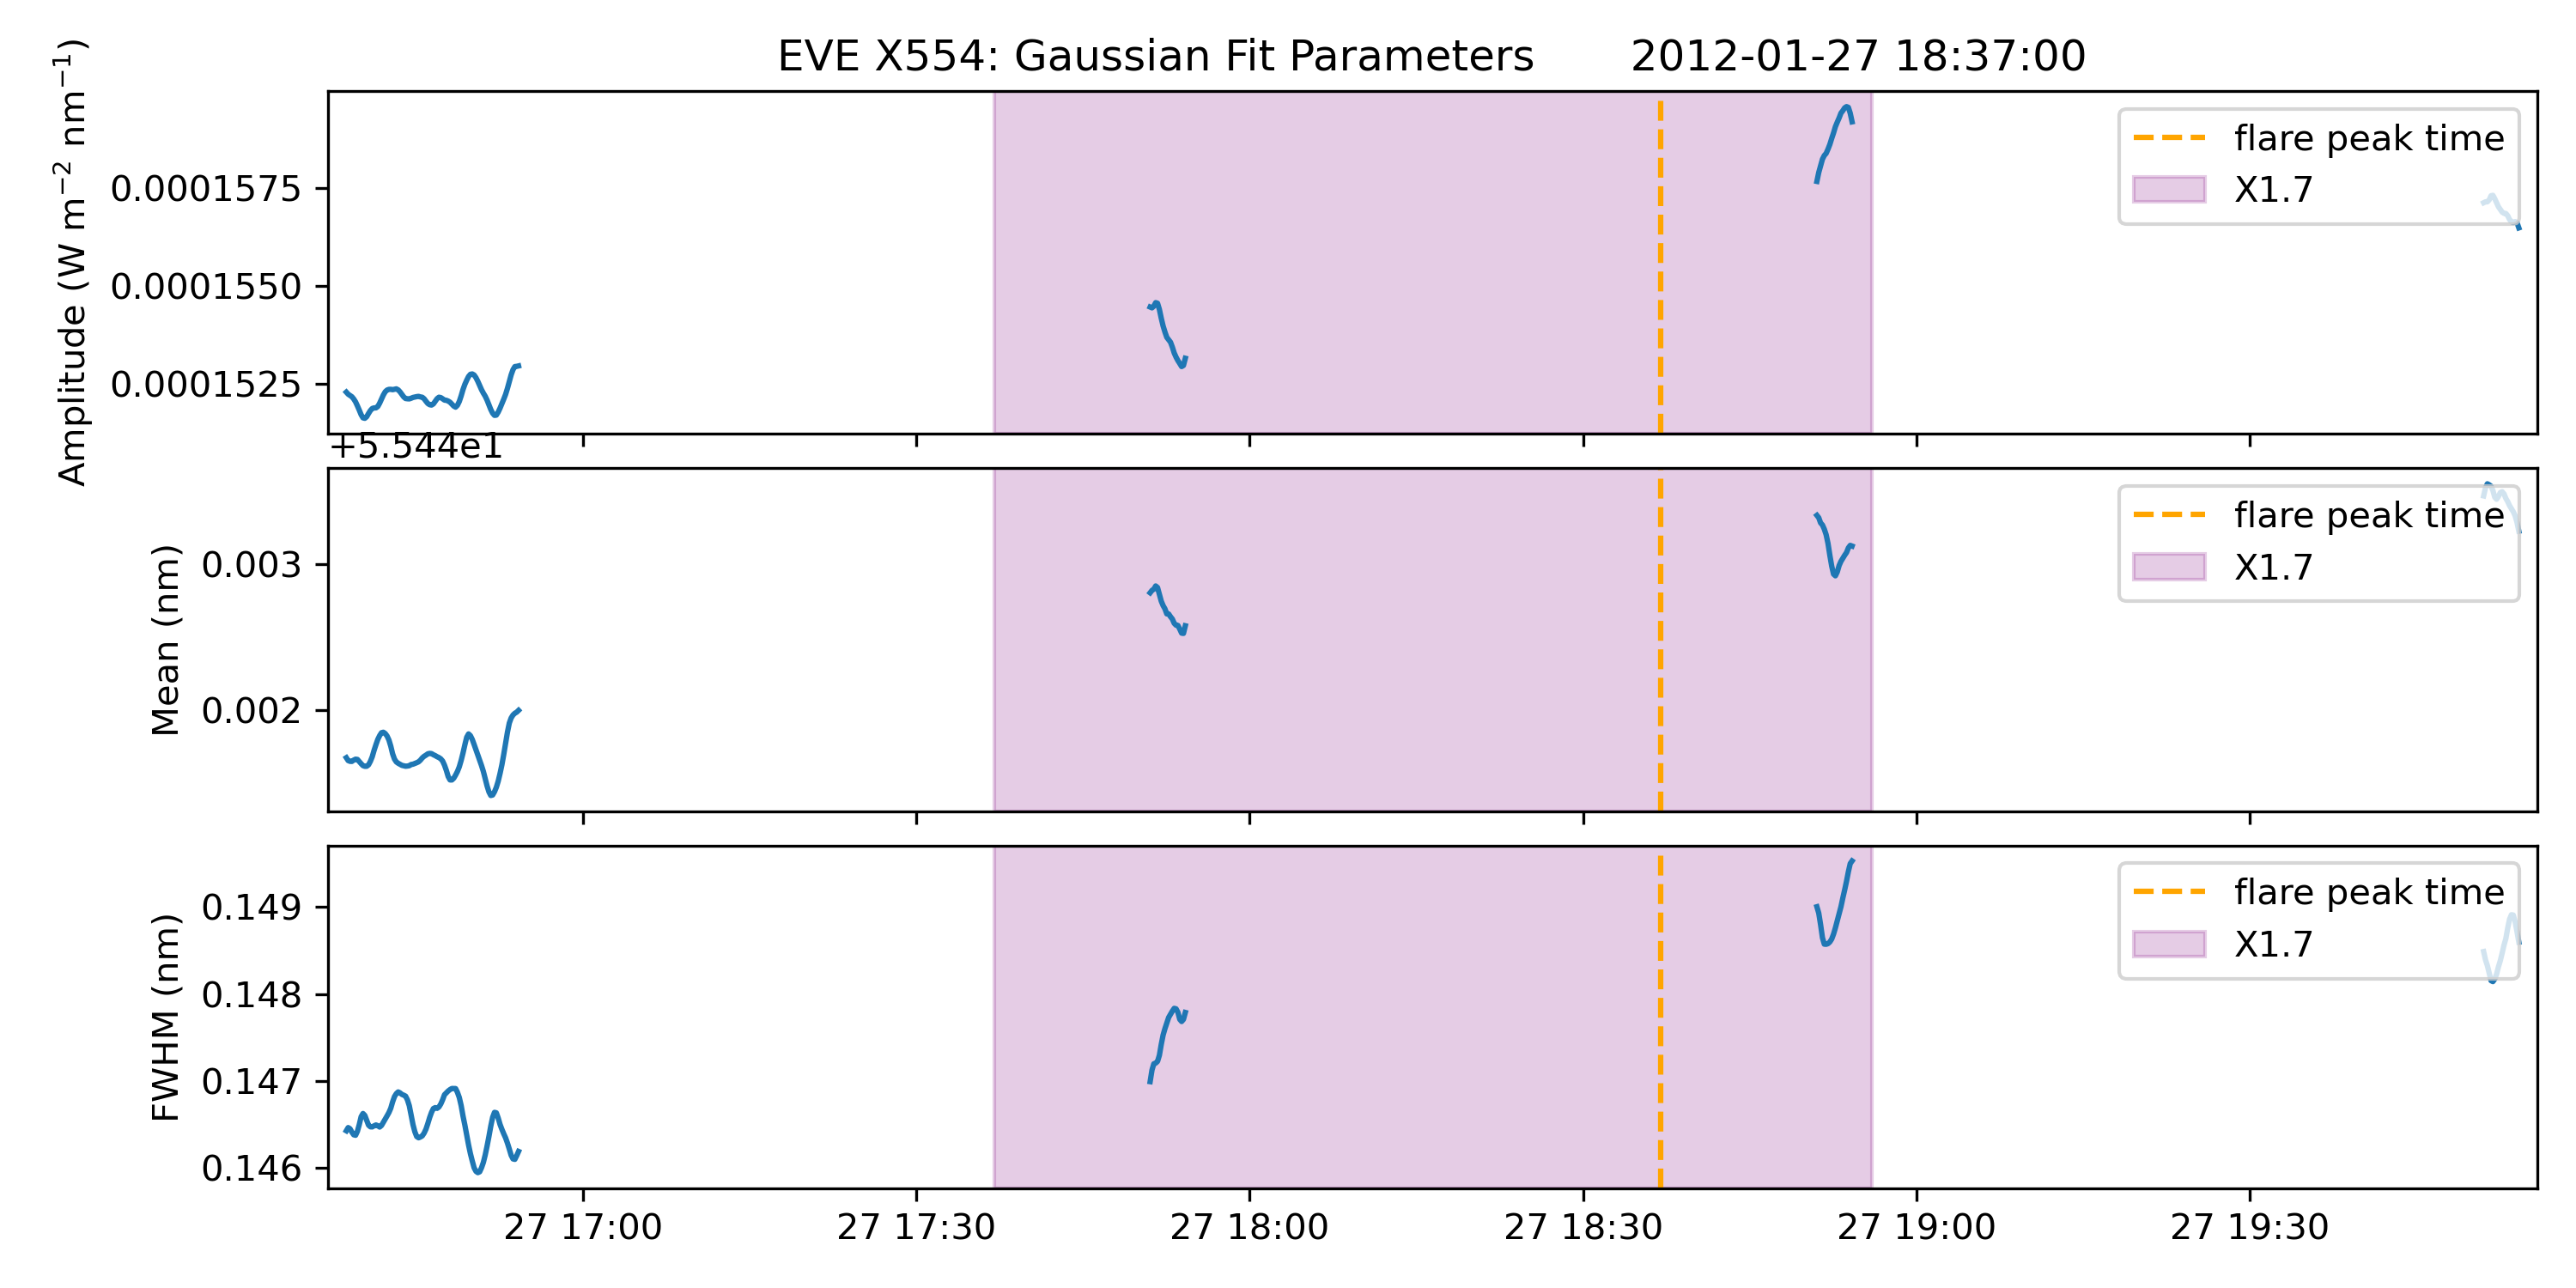 EVE X554: Gaussian Fit Parameters 2012-01-27 18:37:00
Amplitude (W m⁻² nm⁻¹)
0.0001575
0.0001550
0.0001525
flare peak time
X1.7
+5.544e1
Mean (nm)
0.003
0.002
flare peak time
X1.7
FWHM (nm)
0.149
0.148
0.147
0.146
flare peak time
X1.7
27 17:00 27 17:30 27 18:00 27 18:30 27 19:00 27 19:30